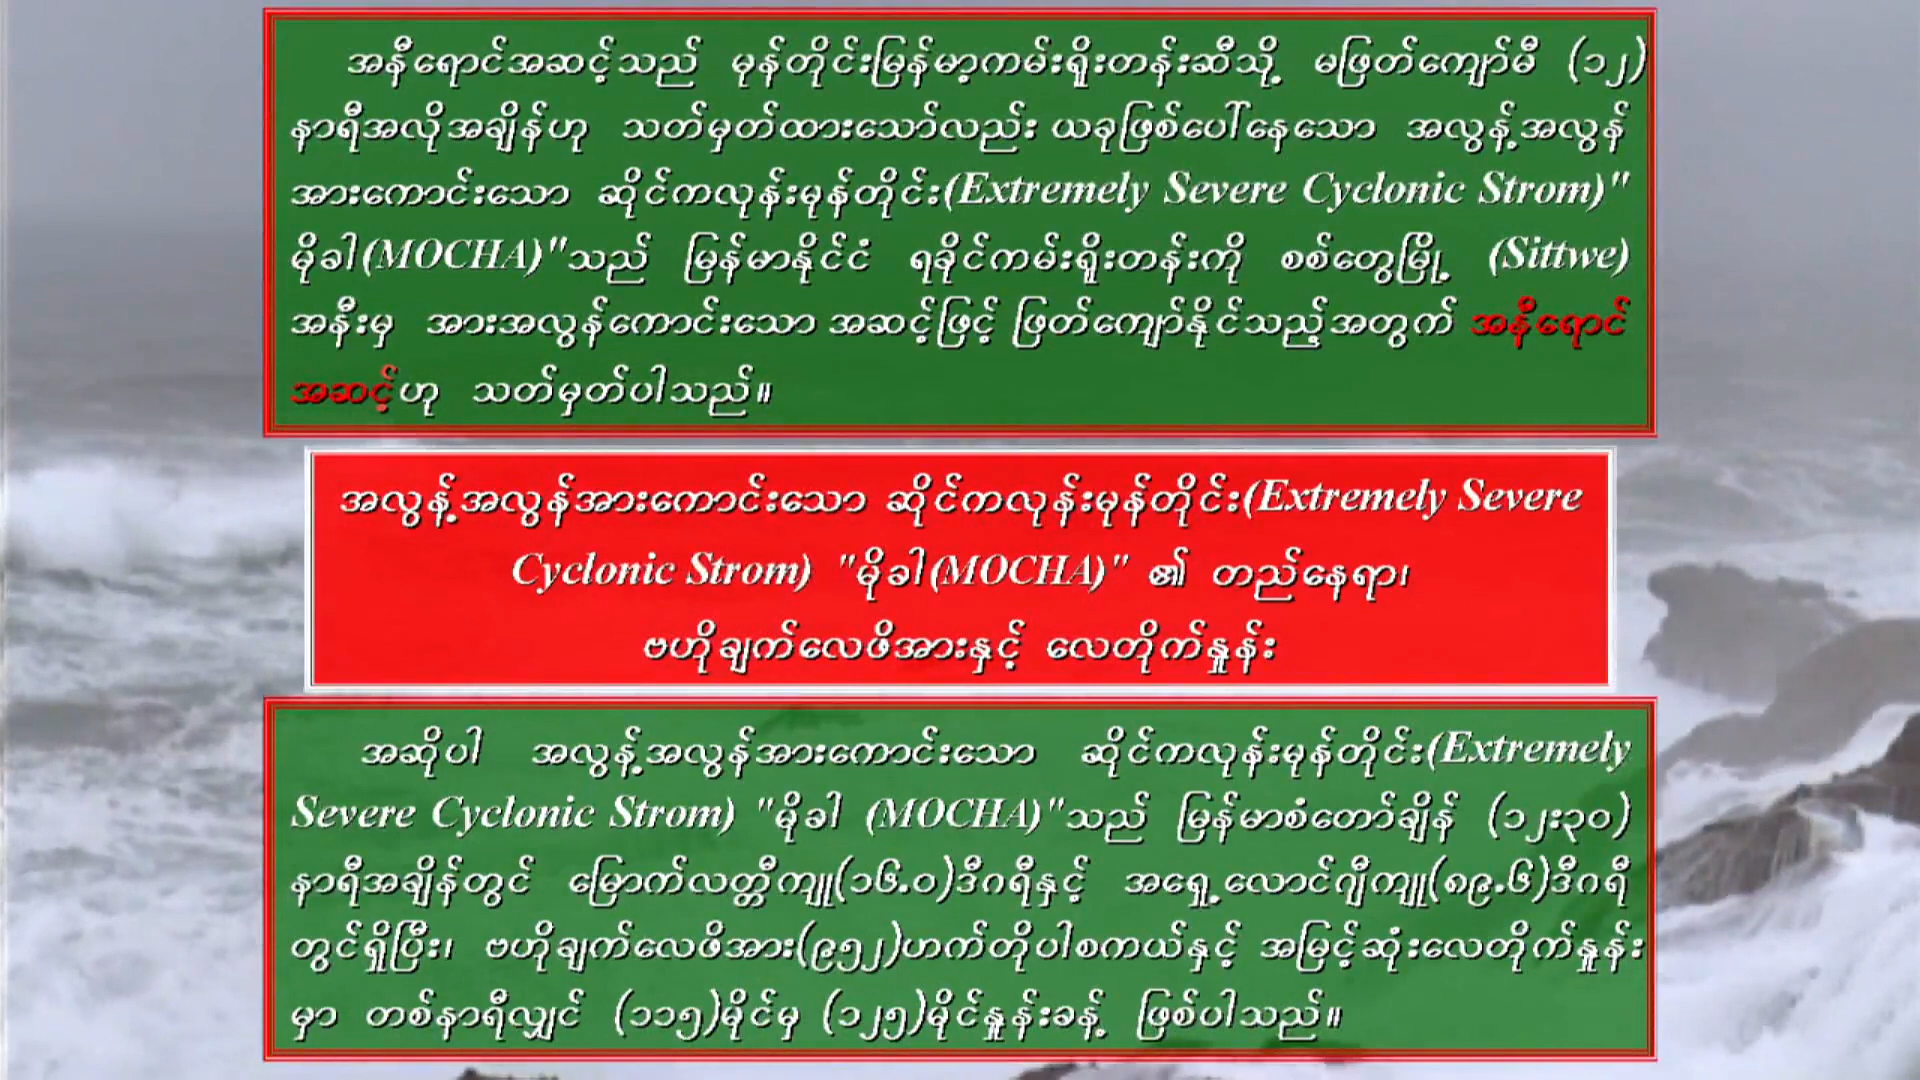 အနီရောင်အဆင့်သည် မုန်တိုင်းမြန်မာ့ကမ်းရိုးတန်းဆီသို့ မဖြတ်ကျော်မီ (၁၂)
နာရီအလိုအချိန်ဟု သတ်မှတ်ထားသော်လည်း ယခုဖြစ်ပေါ်နေသော အလွန့်အလွန်
အားကောင်းသော ဆိုင်ကလုန်းမုန်တိုင်း(Extremely Severe Cyclonic Strom)"
မိုခါ(MOCHA)"သည် မြန်မာနိုင်ငံ ရခိုင်ကမ်းရိုးတန်းကို စစ်တွေမြို့ (Sittwe)
အနီးမှ အားအလွန်ကောင်းသော အဆင့်ဖြင့် ဖြတ်ကျော်နိုင်သည့်အတွက် အနီရောင်
အဆင့်ဟု သတ်မှတ်ပါသည်။
အလွန့်အလွန်အားကောင်းသော ဆိုင်ကလုန်းမုန်တိုင်း(Extremely Severe
Cyclonic Strom) "မိုခါ(MOCHA)" ၏ တည်နေရာ၊
ဗဟိုချက်လေဖိအားနှင့် လေတိုက်နှုန်း
အဆိုပါ အလွန့်အလွန်အားကောင်းသော ဆိုင်ကလုန်းမုန်တိုင်း(Extremely
Severe Cyclonic Strom) "မိုခါ (MOCHA)"သည် မြန်မာစံတော်ချိန် (၁၂း၃၀)
နာရီအချိန်တွင် မြောက်လတ္တီကျု(၁၆.၀)ဒီဂရီနှင့် အရှေ့လောင်ဂျီကျု(၈၉.၆)ဒီဂရီ
တွင်ရှိပြီး၊ ဗဟိုချက်လေဖိအား(၉၅၂)ဟက်တိုပါစကယ်နှင့် အမြင့်ဆုံးလေတိုက်နှုန်း
မှာ တစ်နာရီလျှင် (၁၁၅)မိုင်မှ (၁၂၅)မိုင်နှုန်းခန့် ဖြစ်ပါသည်။